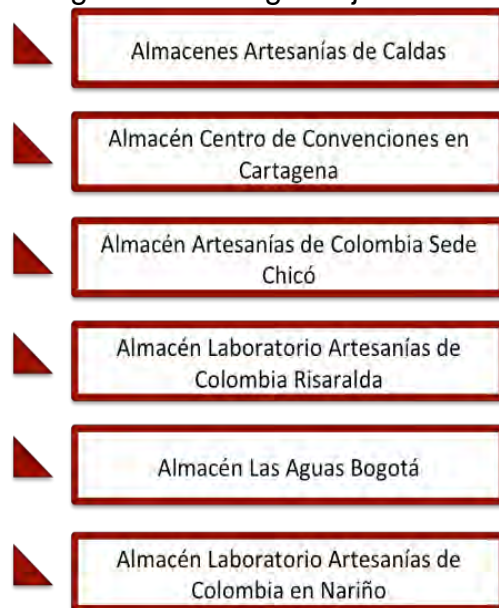 Almacenes Artesanías de Caldas
Almacén Centro de Convenciones en
Cartagena
Almacén Artesanías de Colombia Sede
Chicó
Almacén Laboratorio Artesanías de
Colombia Risaralda
Almacén Las Aguas Bogotá
Almacén Laboratorio Artesanías de
Colombia en Nariño